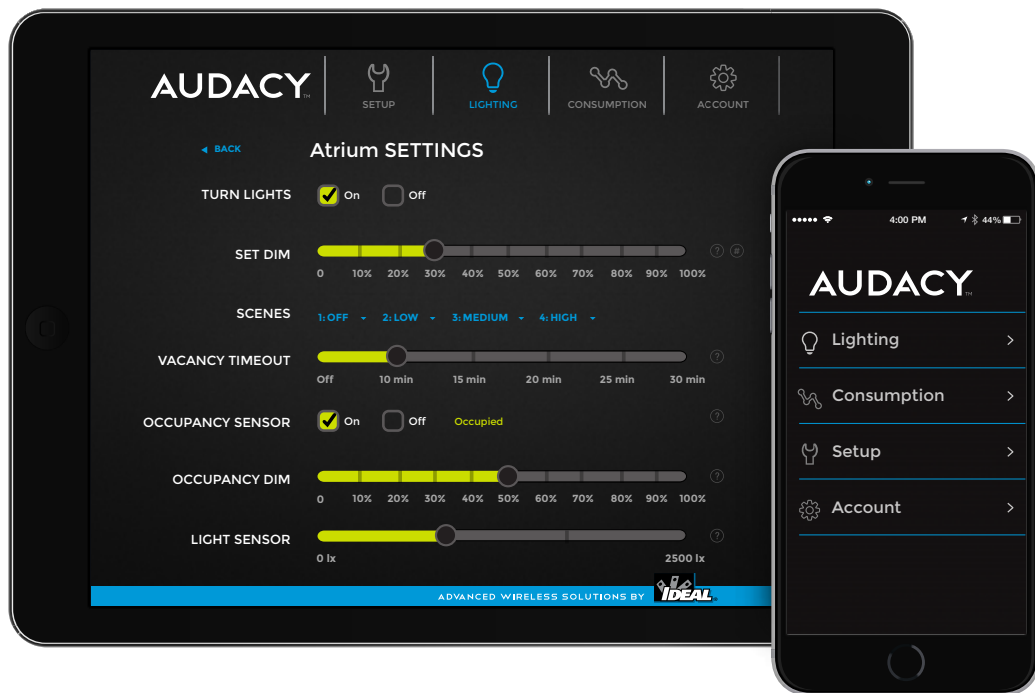 AUDACY™
SETUP
LIGHTING
CONSUMPTION
ACCOUNT
BACK
Atrium SETTINGS
TURN LIGHTS On Off
SET DIM ? #
0 10% 20% 30% 40% 50% 60% 70% 80% 90% 100%
SCENES 1: OFF 2: LOW 3: MEDIUM 4: HIGH
VACANCY TIMEOUT ?
Off 10 min 15 min 20 min 25 min 30 min
OCCUPANCY SENSOR On Off Occupied ?
OCCUPANCY DIM ?
0 10% 20% 30% 40% 50% 60% 70% 80% 90% 100%
LIGHT SENSOR ?
0 lx 2500 lx
ADVANCED WIRELESS SOLUTIONS BY IDEAL
4:00 PM 44%
AUDACY™
Lighting
Consumption
Setup
Account